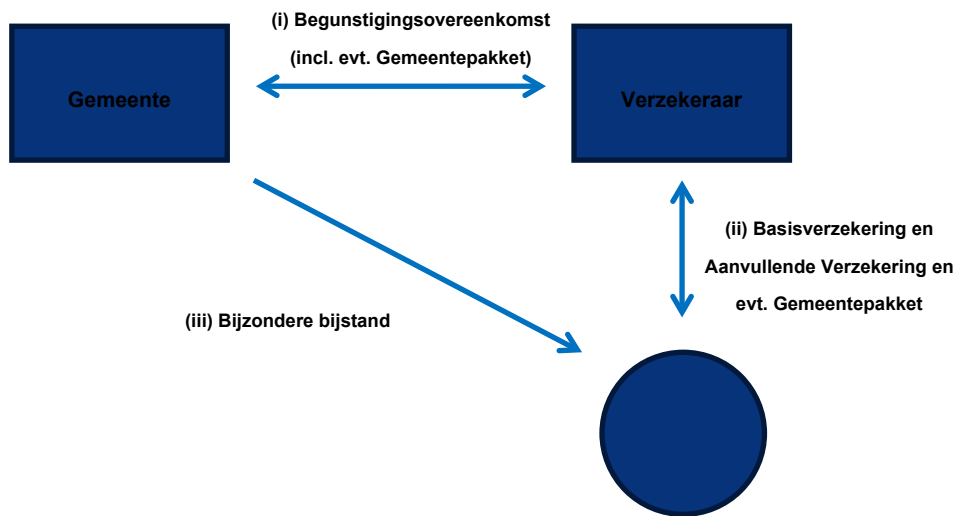 (i) Begunstigingsovereenkomst
(incl. evt. Gemeentepakket)
Gemeente
Verzekeraar
(ii) Basisverzekering en
Aanvullende Verzekering en
evt. Gemeentepakket
(iii) Bijzondere bijstand